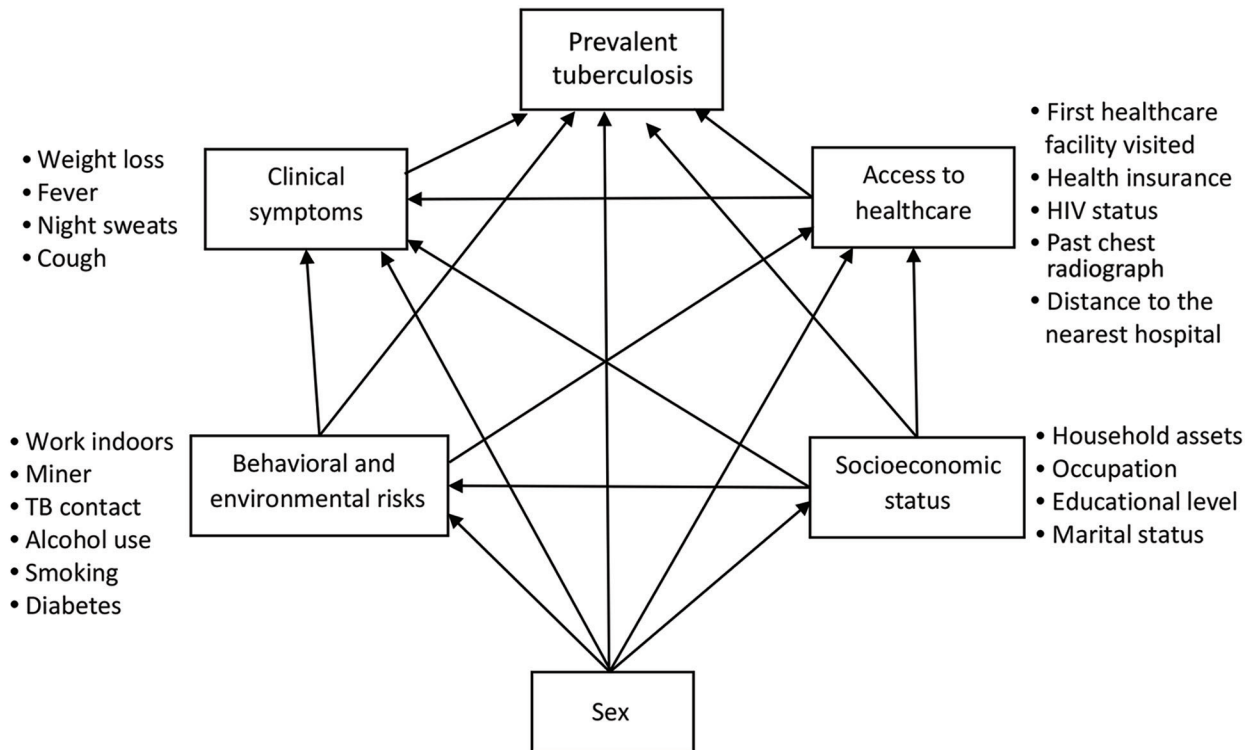 Prevalent
tuberculosis
• Weight loss
• Fever
• Night sweats
• Cough
Clinical
symptoms
Access to
healthcare
• First healthcare
facility visited
• Health insurance
• HIV status
• Past chest
radiograph
• Distance to the
nearest hospital
• Work indoors
• Miner
• TB contact
• Alcohol use
• Smoking
• Diabetes
Behavioral and
environmental risks
Socioeconomic
status
• Household assets
• Occupation
• Educational level
• Marital status
Sex